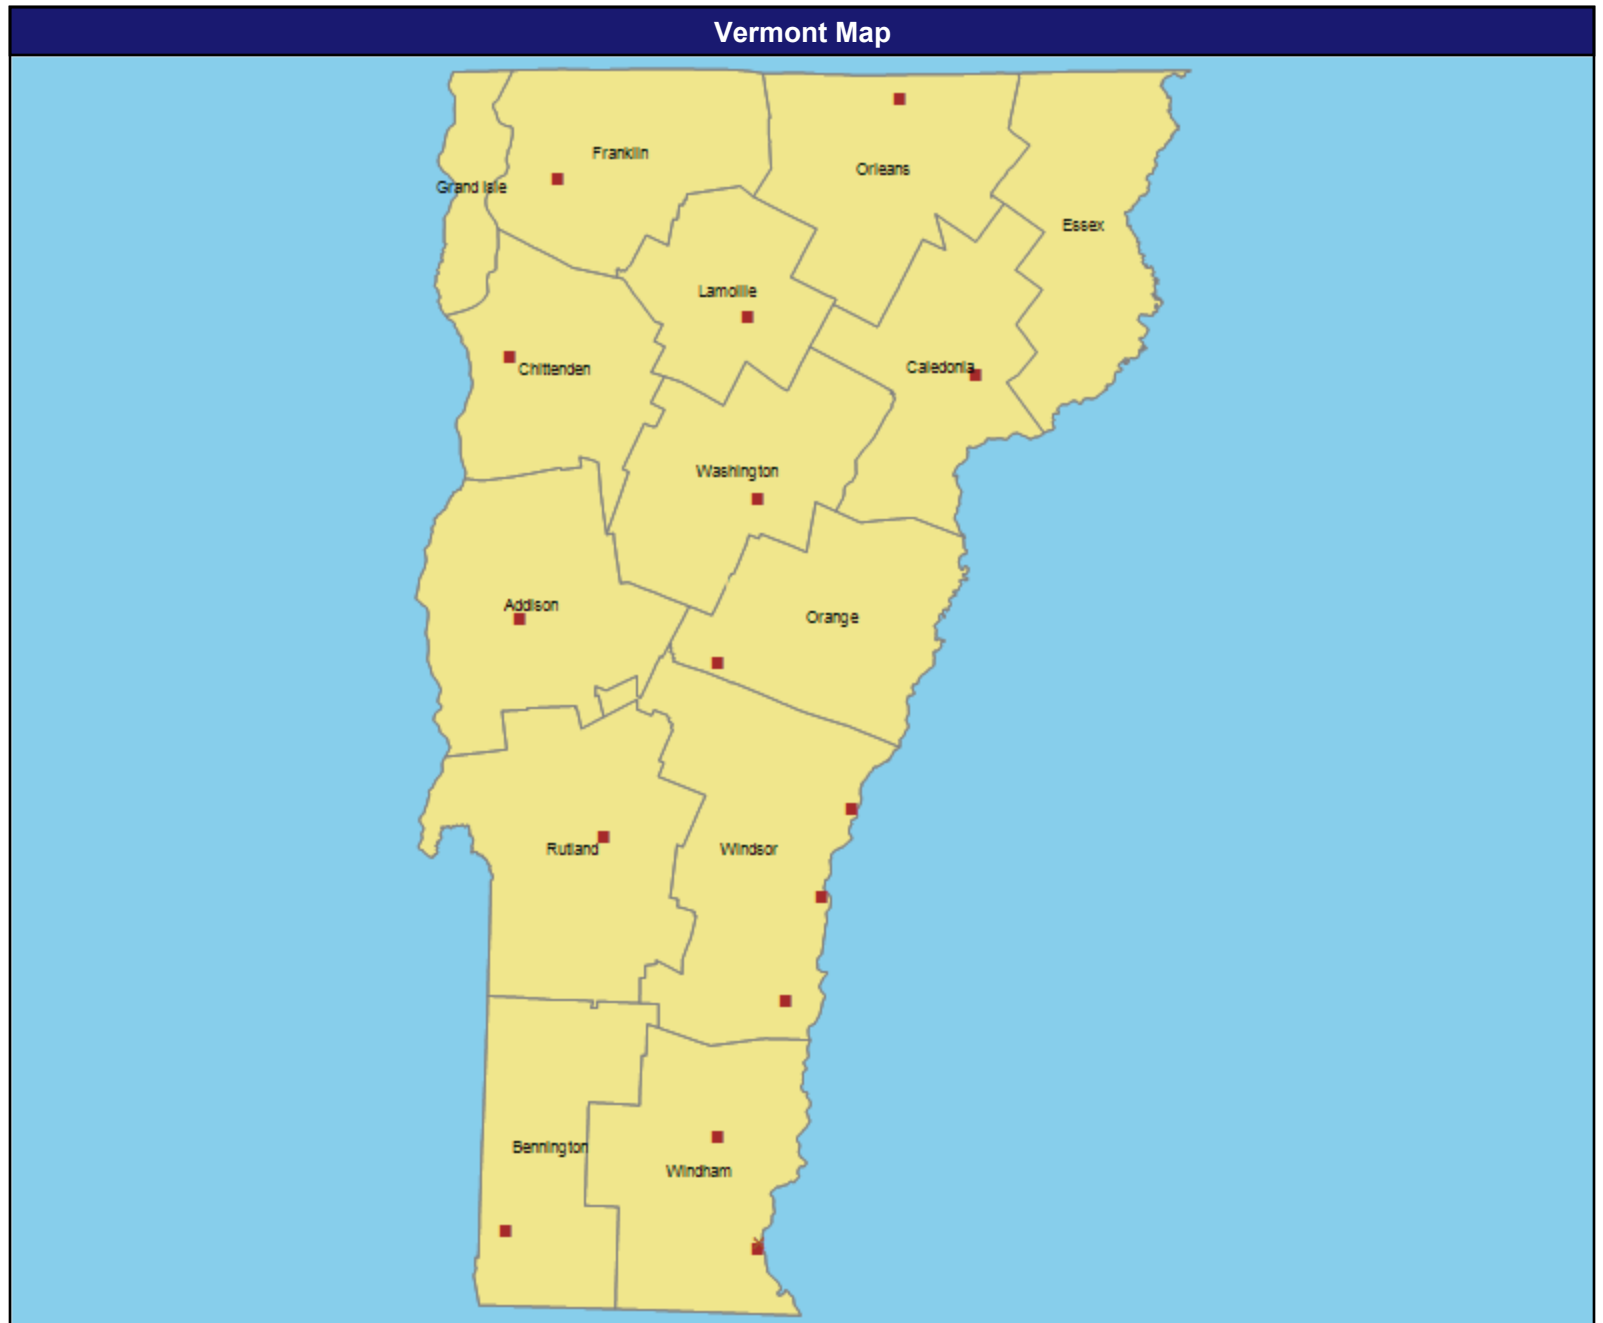 Vermont Map
Franklin
Orleans
Grand Isle
Essex
Lamoille
Chittenden
Caledonia
Washington
Addison
Orange
Rutland
Windsor
Bennington
Windham